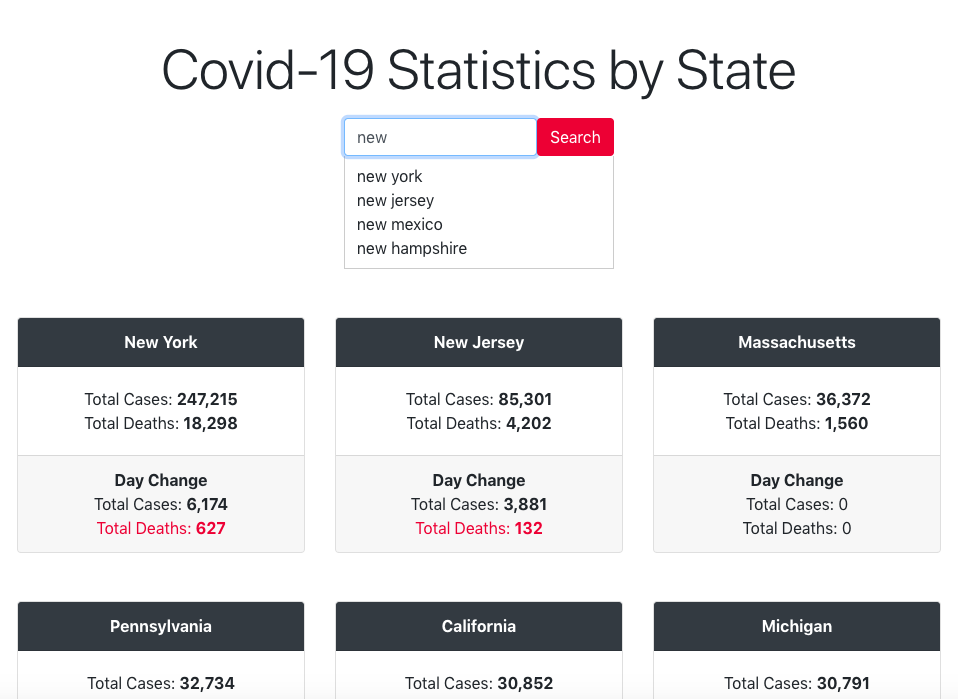 Covid-19 Statistics by State
new Search
new york
new jersey
new mexico
new hampshire
New York
Total Cases: 247,215
Total Deaths: 18,298
Day Change
Total Cases: 6,174
Total Deaths: 627
New Jersey
Total Cases: 85,301
Total Deaths: 4,202
Day Change
Total Cases: 3,881
Total Deaths: 132
Massachusetts
Total Cases: 36,372
Total Deaths: 1,560
Day Change
Total Cases: 0
Total Deaths: 0
Pennsylvania
Total Cases: 32,734
California
Total Cases: 30,852
Michigan
Total Cases: 30,791